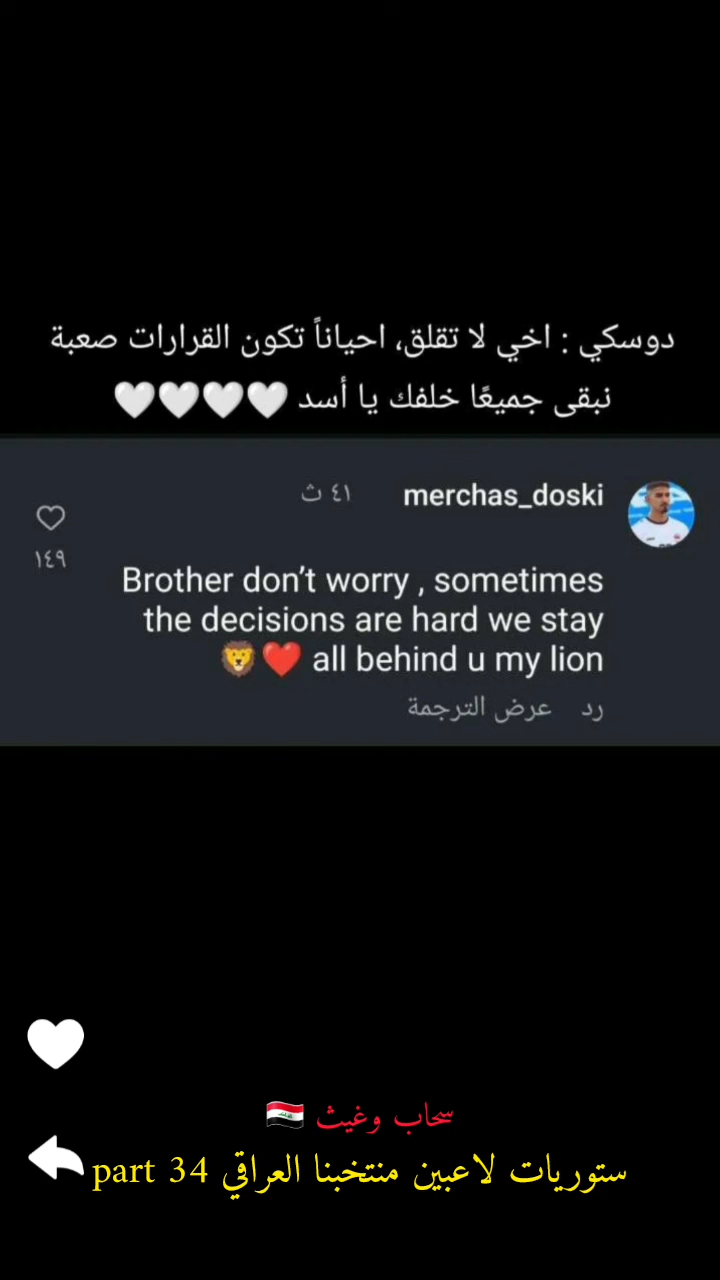 دوسكي : اخي لا تقلق، احياناً تكون القرارات صعبة
نبقى جميعًا خلفك يا أسد 🤍🤍🤍🤍
merchas_doski ٤١ ث
١٤٩
Brother don’t worry , sometimes
the decisions are hard we stay
all behind u my lion ❤️🦁
رد عرض الترجمة
سحاب وغيث 🇮🇶
ستوريات لاعبين منتخبنا العراقي part 34